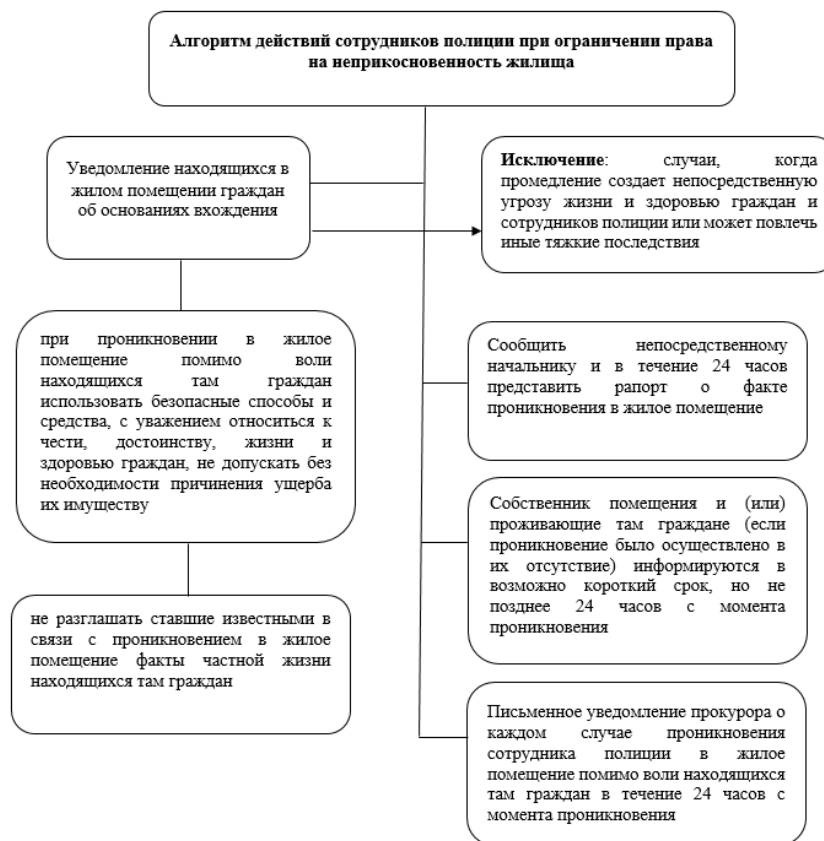 Алгоритм действий сотрудников полиции при ограничении права
на неприкосновенность жилища
Уведомление находящихся в
жилом помещении граждан
об основаниях вхождения
Исключение: случаи, когда
промедление создает непосредственную
угрозу жизни и здоровью граждан и
сотрудников полиции или может повлечь
иные тяжкие последствия
при проникновении в жилое
помещение помимо воли
находящихся там граждан
использовать безопасные способы и
средства, с уважением относиться к
чести, достоинству, жизни и
здоровью граждан, не допускать без
необходимости причинения ущерба
их имуществу
Сообщить непосредственному
начальнику и в течение 24 часов
представить рапорт о факте
проникновения в жилое помещение
Собственник помещения и (или)
проживающие там граждане (если
проникновение было осуществлено в
их отсутствие) информируются в
возможно короткий срок, но не
позднее 24 часов с момента
проникновения
не разглашать ставшие известными в
связи с проникновением в жилое
помещение факты частной жизни
находящихся там граждан
Письменное уведомление прокурора о
каждом случае проникновения
сотрудника полиции в жилое
помещение помимо воли находящихся
там граждан в течение 24 часов с
момента проникновения